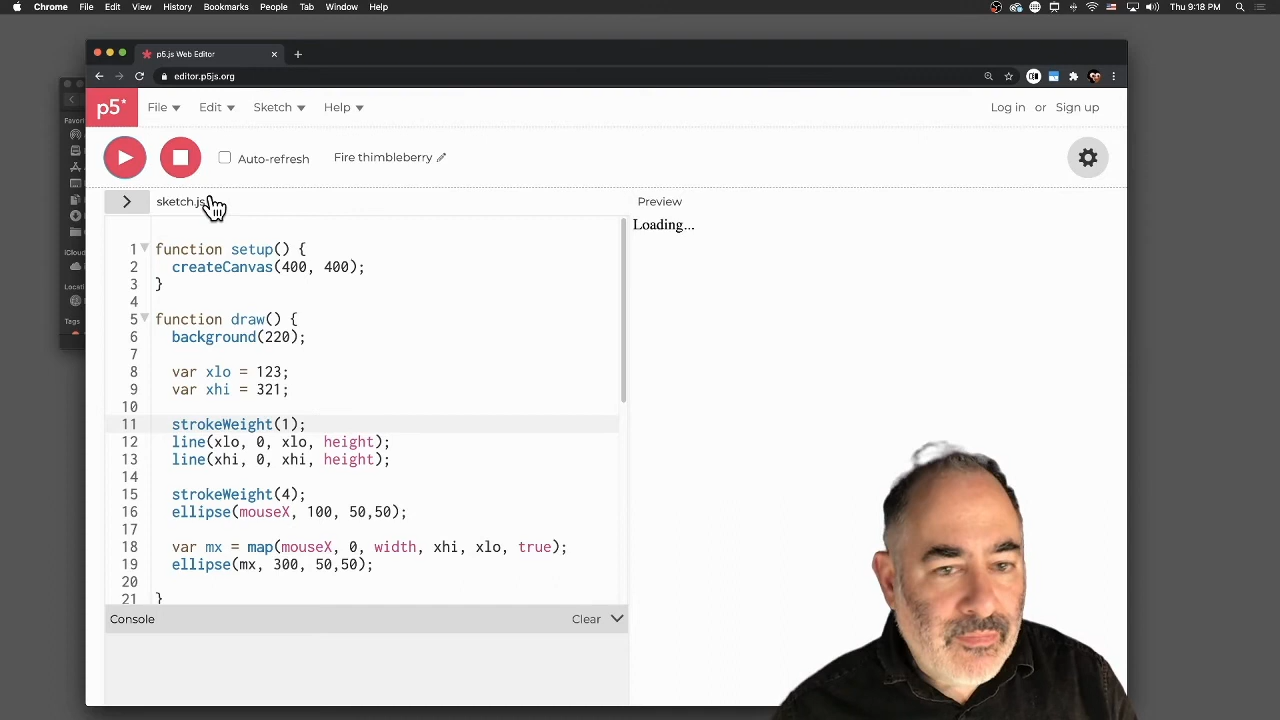 Chrome File Edit View History Bookmarks People Tab Window Help Thu 9:18 PM
p5.js Web Editor
editor.p5js.org
p5* File Edit Sketch Help Log in or Sign up
Auto-refresh Fire thimbleberry
sketch.js Preview
Loading...
1 function setup() {
2 createCanvas(400, 400);
3 }
4
5 function draw() {
6 background(220);
7
8 var xlo = 123;
9 var xhi = 321;
10
11 strokeWeight(1);
12 line(xlo, 0, xlo, height);
13 line(xhi, 0, xhi, height);
14
15 strokeWeight(4);
16 ellipse(mouseX, 100, 50,50);
17
18 var mx = map(mouseX, 0, width, xhi, xlo, true);
19 ellipse(mx, 300, 50,50);
20
21 }
Console Clear
Favori
iCloud
Locati
Tags